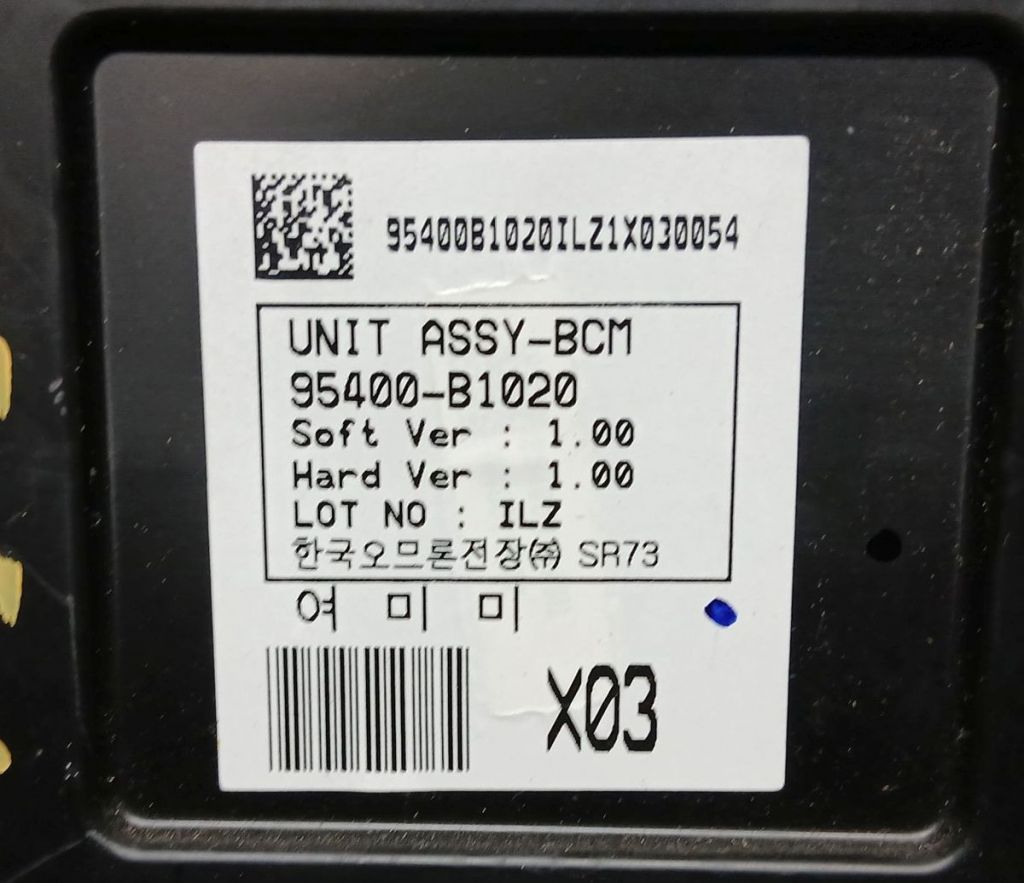 95400B1020ILZ1X030054
UNIT ASSY-BCM
95400-B1020
Soft Ver : 1.00
Hard Ver : 1.00
LOT NO : ILZ
한국오므론전장㈜ SR73
여 미 미
X03